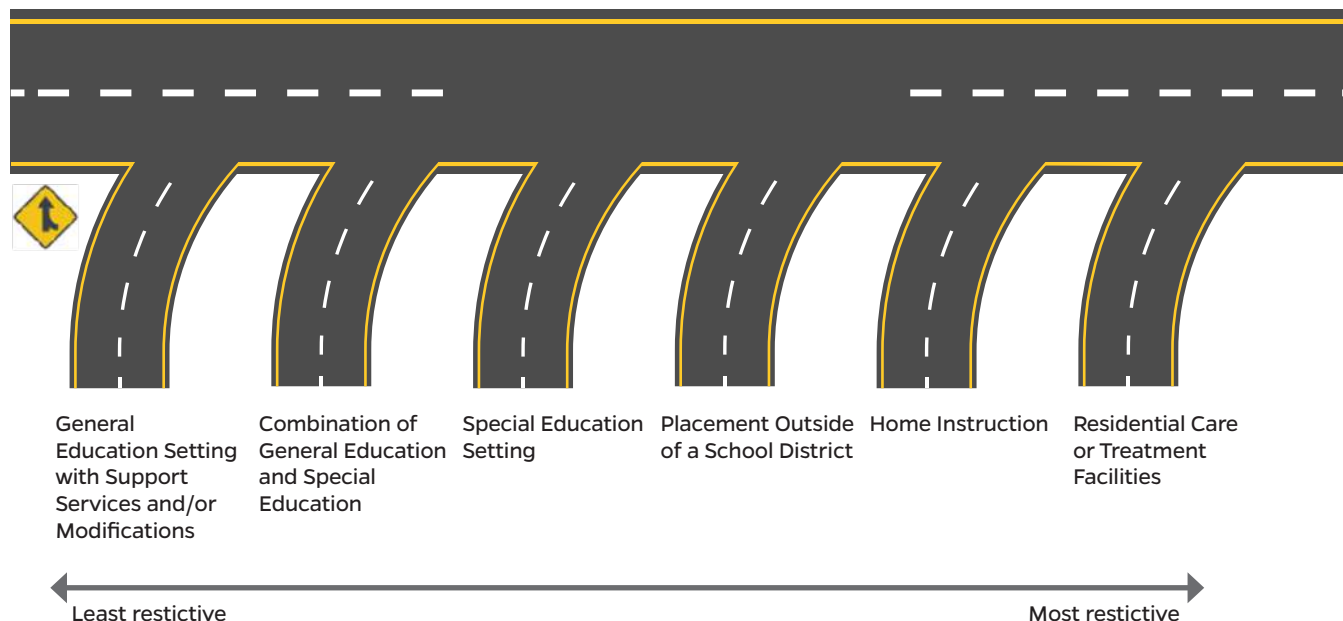 General
Education Setting
with Support
Services and/or
Modifications
Combination of
General Education
and Special
Education
Special Education
Setting
Placement Outside
of a School District
Home Instruction
Residential Care
or Treatment
Facilities
Least restictive
Most restrictive